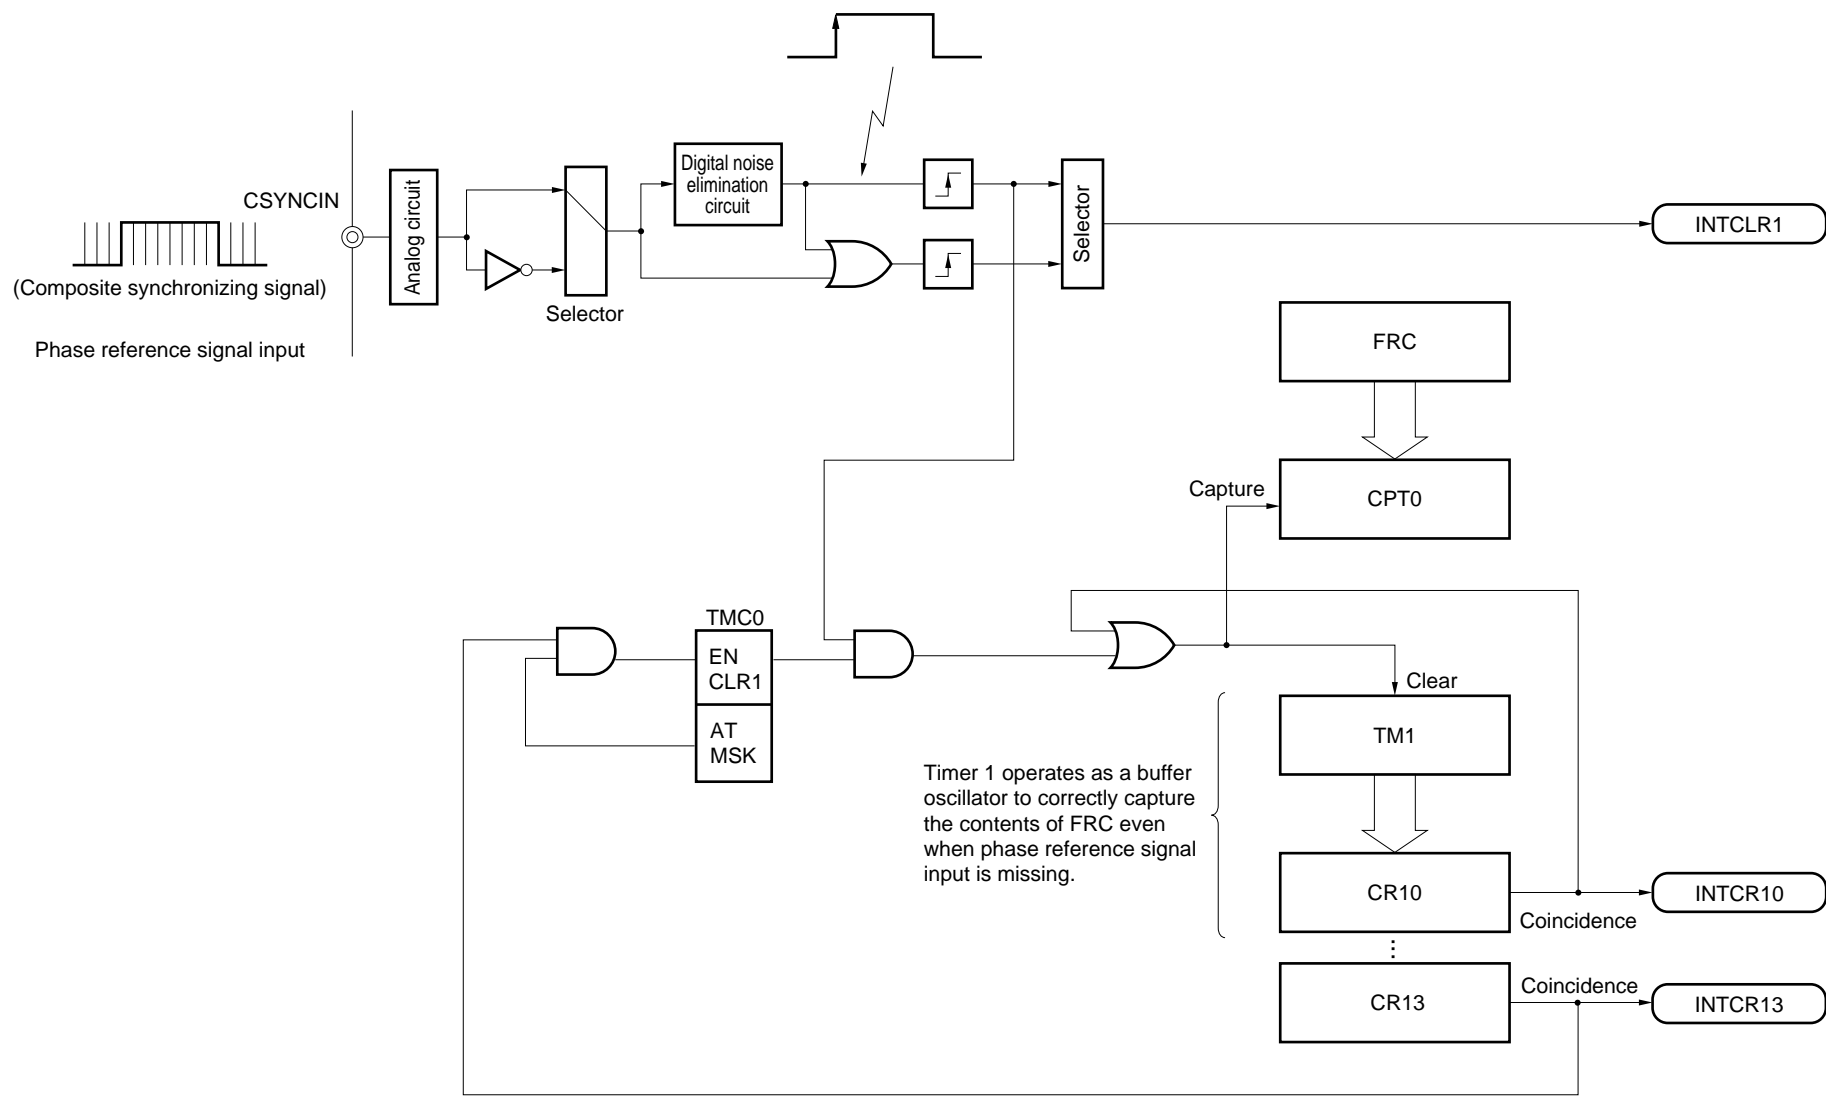 Digital noise
elimination
circuit
CSYNCIN
Analog circuit
Selector
INTCLR1
(Composite synchronizing signal)
Selector
Phase reference signal input
FRC
Capture
CPT0
TMC0
EN
CLR1
Clear
AT
MSK
TM1
Timer 1 operates as a buffer
oscillator to correctly capture
the contents of FRC even
when phase reference signal
input is missing.
CR10
INTCR10
Coincidence
Coincidence
CR13
INTCR13